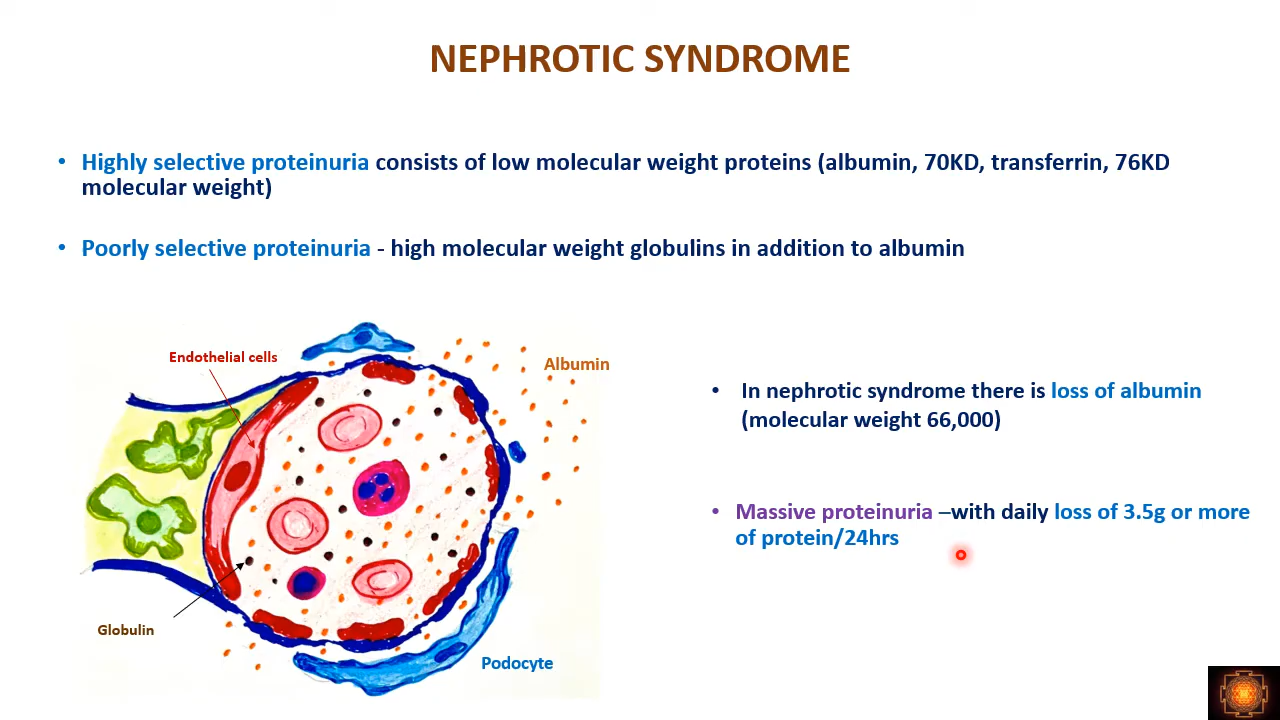 NEPHROTIC SYNDROME
• Highly selective proteinuria consists of low molecular weight proteins (albumin, 70KD, transferrin, 76KD
molecular weight)
• Poorly selective proteinuria - high molecular weight globulins in addition to albumin
Endothelial cells
Albumin
Globulin
Podocyte
• In nephrotic syndrome there is loss of albumin
(molecular weight 66,000)
• Massive proteinuria –with daily loss of 3.5g or more
of protein/24hrs